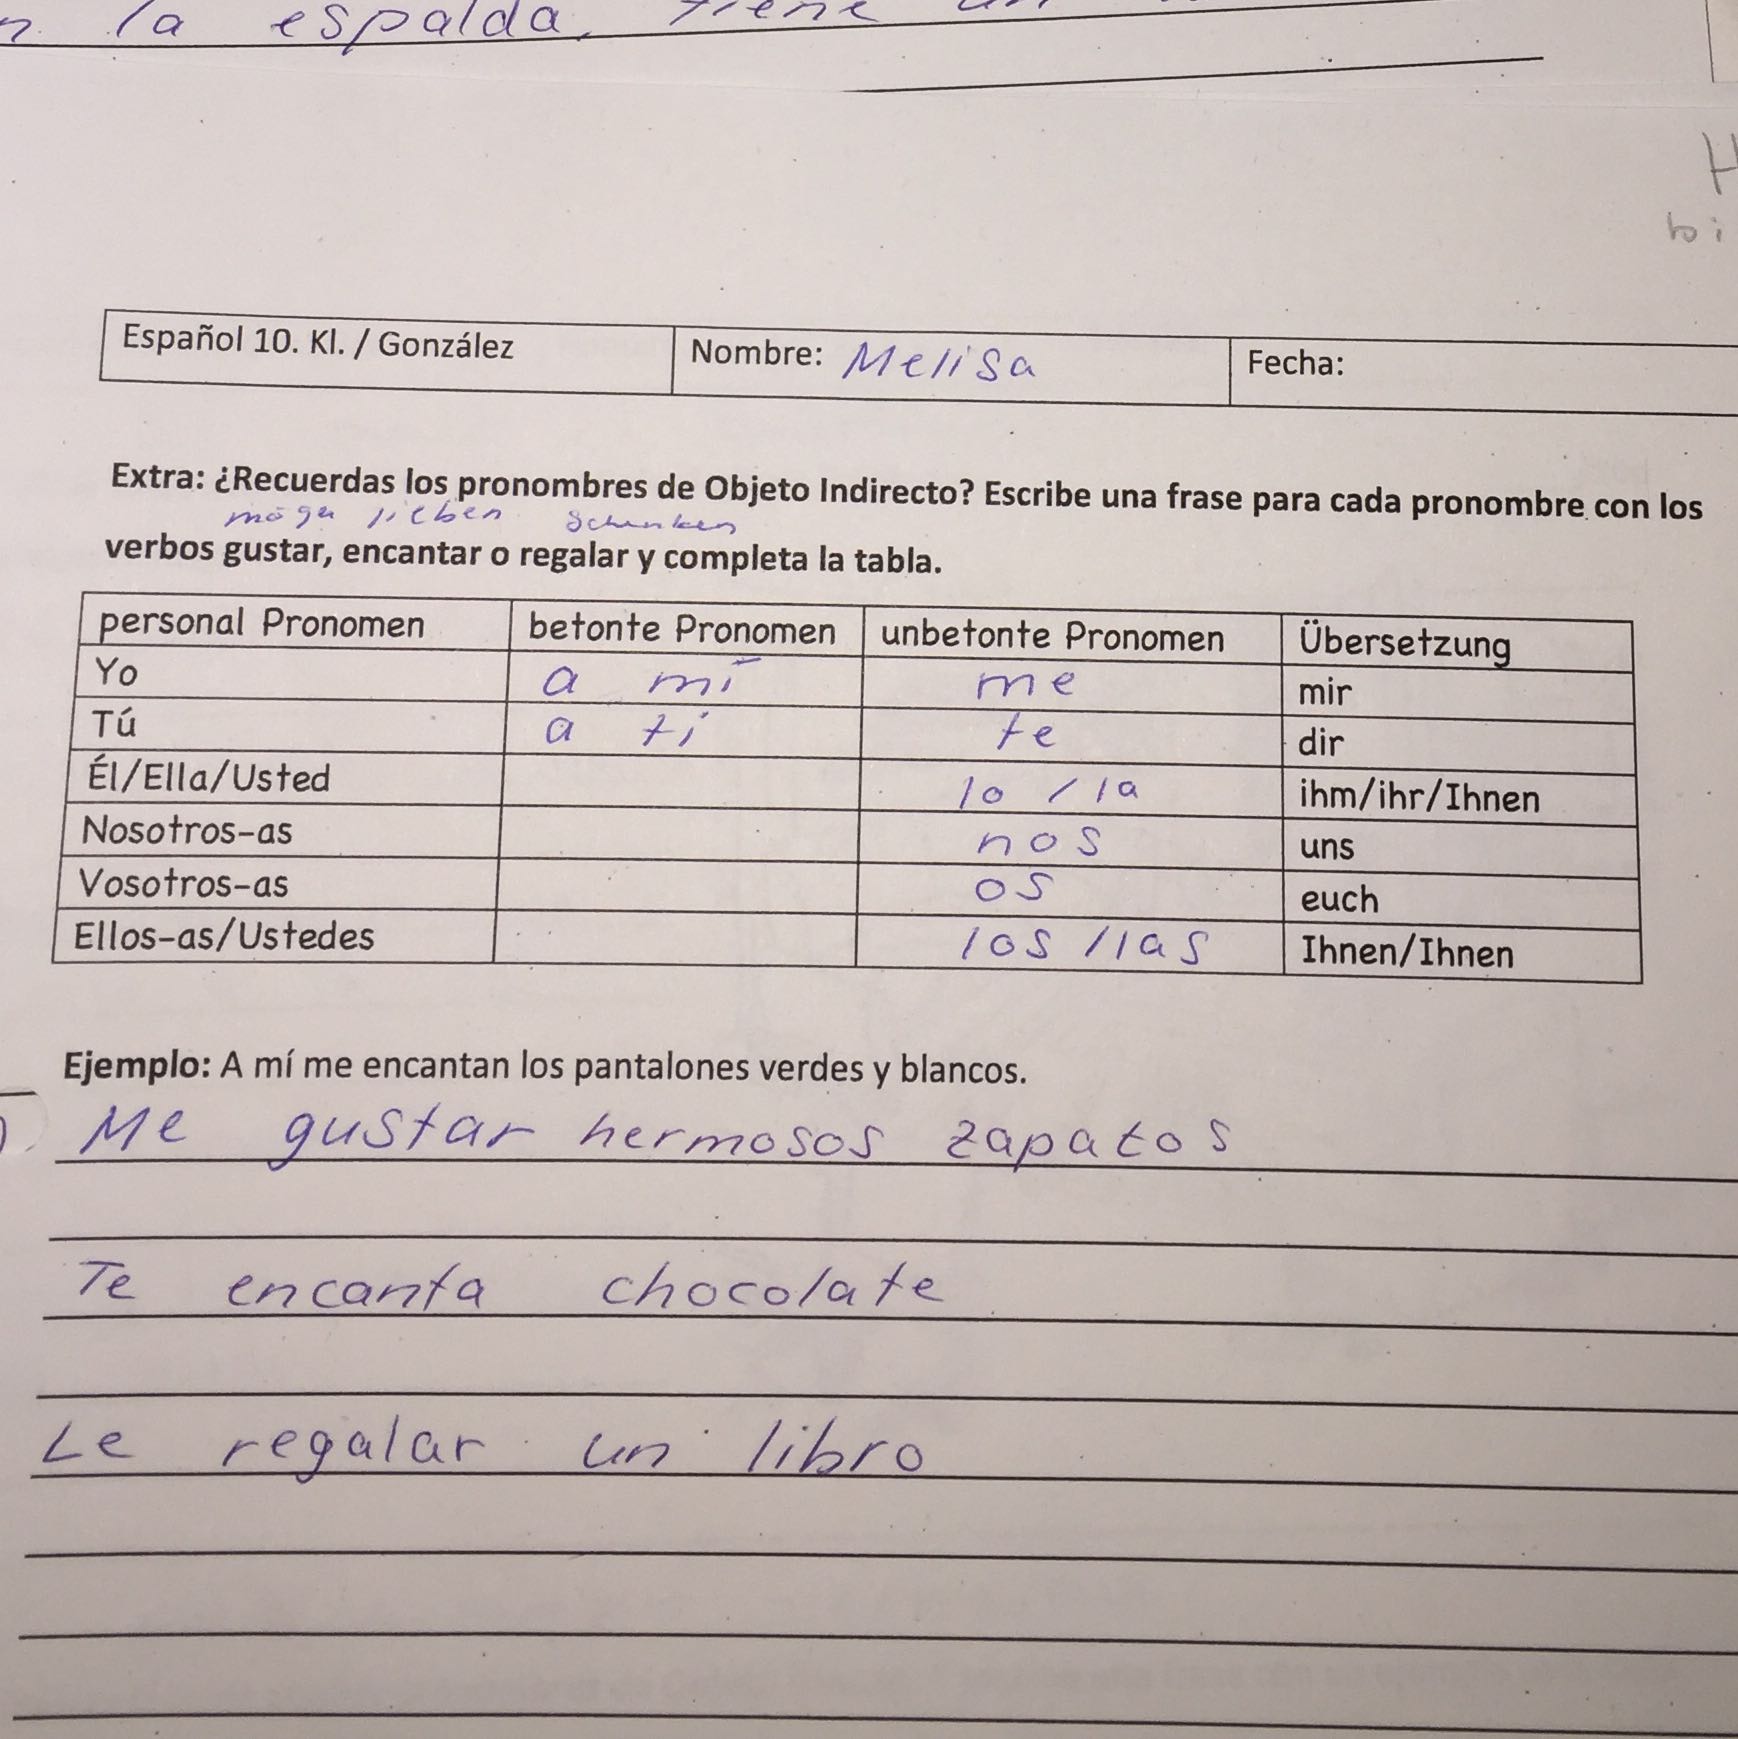 la espalda. tiene
H
bi
Español 10. Kl. / González Nombre: Melisa Fecha:
Extra: ¿Recuerdas los pronombres de Objeto Indirecto? Escribe una frase para cada pronombre con los
mögen lieben schenken
verbos gustar, encantar o regalar y completa la tabla.
personal Pronomen betonte Pronomen unbetonte Pronomen Übersetzung
Yo a mí me mir
Tú a ti te dir
Él/Ella/Usted lo / la ihm/ihr/Ihnen
Nosotros-as nos uns
Vosotros-as os euch
Ellos-as/Ustedes los / las Ihnen/Ihnen
Ejemplo: A mí me encantan los pantalones verdes y blancos.
Me gustar hermosos zapatos
Te encanta chocolate
Le regalar un libro